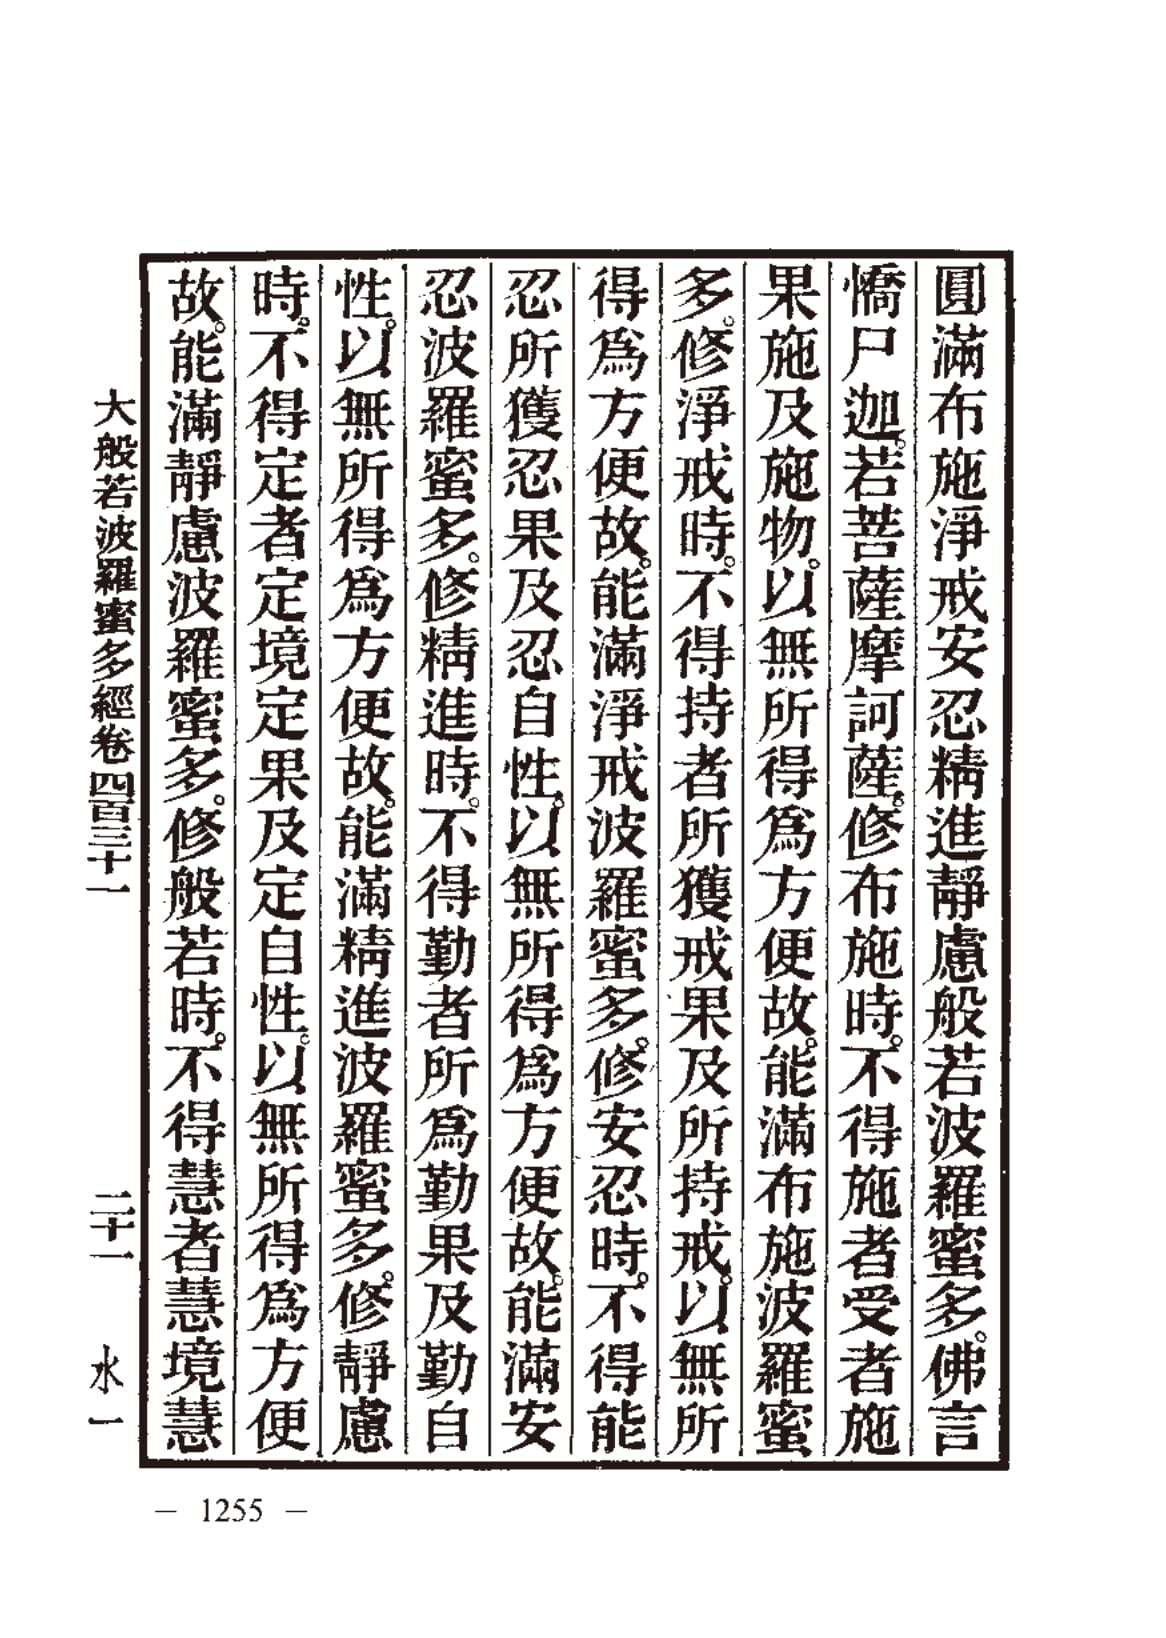 圓滿布施淨戒安忍精進靜慮般若波羅蜜多。佛言
憍尸迦。若菩薩摩訶薩。修布施時。不得施者受者施
果施及施物。以無所得爲方便故。能滿布施波羅蜜
多。修淨戒時。不得持者所獲戒果及所持戒。以無所
得爲方便故。能滿淨戒波羅蜜多。修安忍時。不得能
忍所獲忍果及忍自性。以無所得爲方便故。能滿安
忍波羅蜜多。修精進時。不得勤者所爲勤果及勤自
性。以無所得爲方便故。能滿精進波羅蜜多。修靜慮
時。不得定者定境定果及定自性。以無所得爲方便
故。能滿靜慮波羅蜜多。修般若時。不得慧者慧境慧
大般若波羅蜜多經卷四百三十一 二十一 水一
— 1255 —